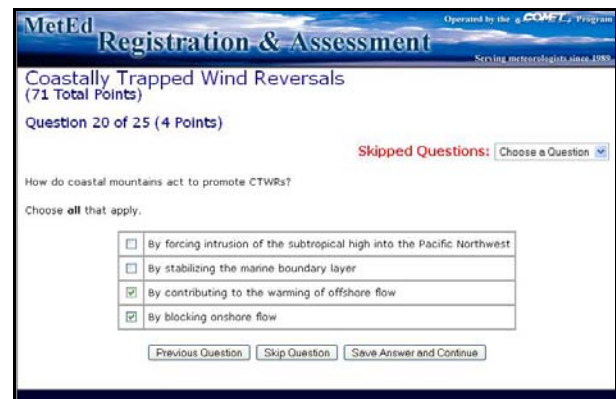 MetEd
Operated by the COMET Program
Registration & Assessment
Serving meteorologists since 1989
Coastally Trapped Wind Reversals
(71 Total Points)
Question 20 of 25 (4 Points)
Skipped Questions: Choose a Question
How do coastal mountains act to promote CTWRs?
Choose all that apply.
By forcing intrusion of the subtropical high into the Pacific Northwest
By stabilizing the marine boundary layer
By contributing to the warming of offshore flow
By blocking onshore flow
Previous Question Skip Question Save Answer and Continue